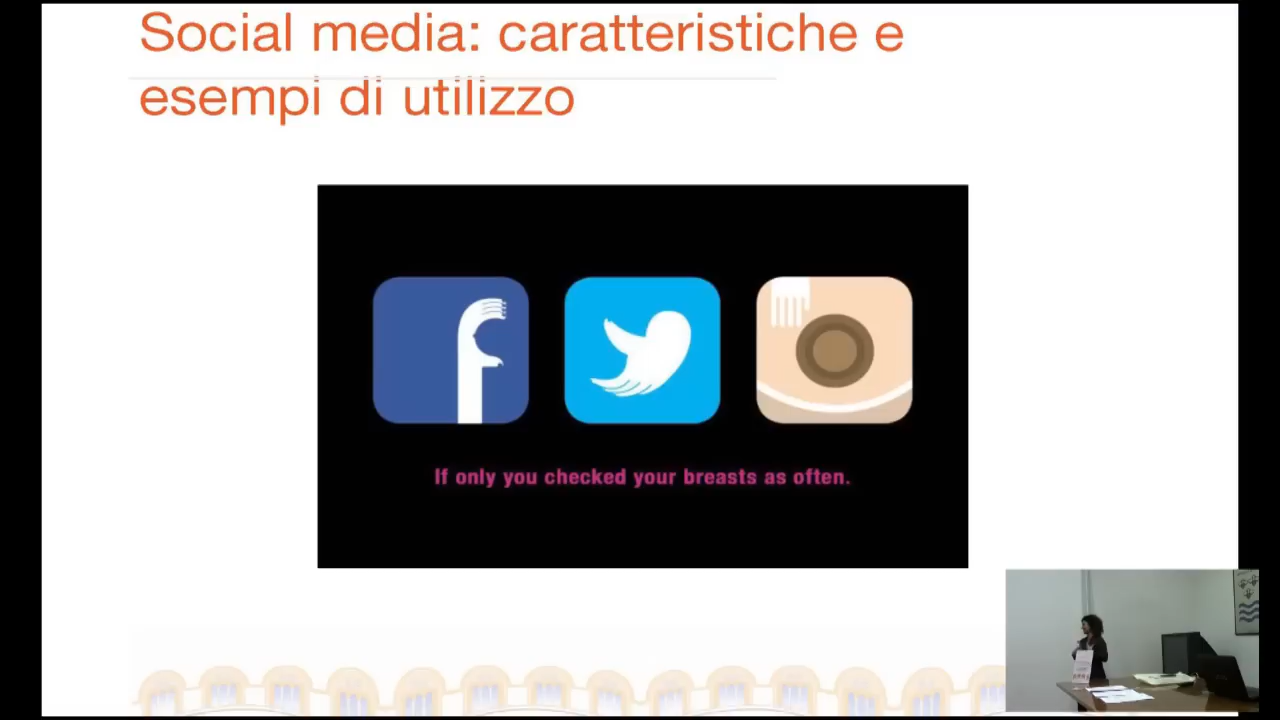 Social media: caratteristiche e
esempi di utilizzo
If only you checked your breasts as often.